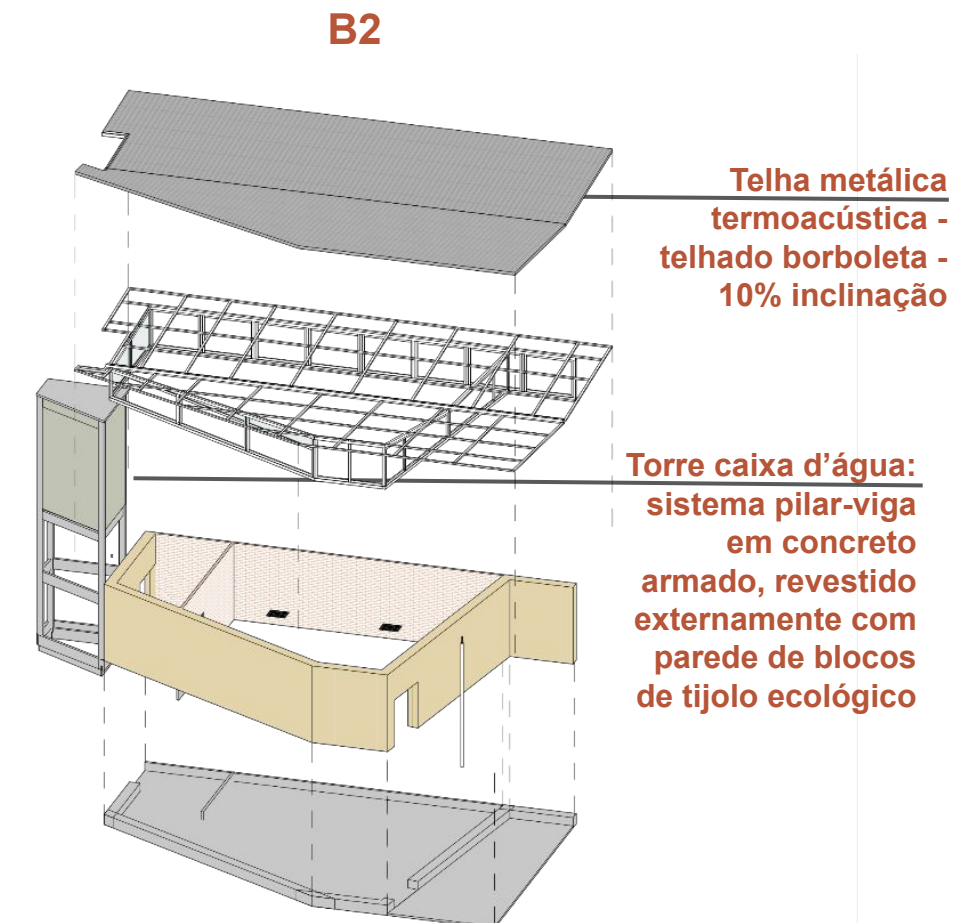 B2
Telha metálica
termoacústica -
telhado borboleta -
10% inclinação
Torre caixa d’água:
sistema pilar-viga
em concreto
armado, revestido
externamente com
parede de blocos
de tijolo ecológico